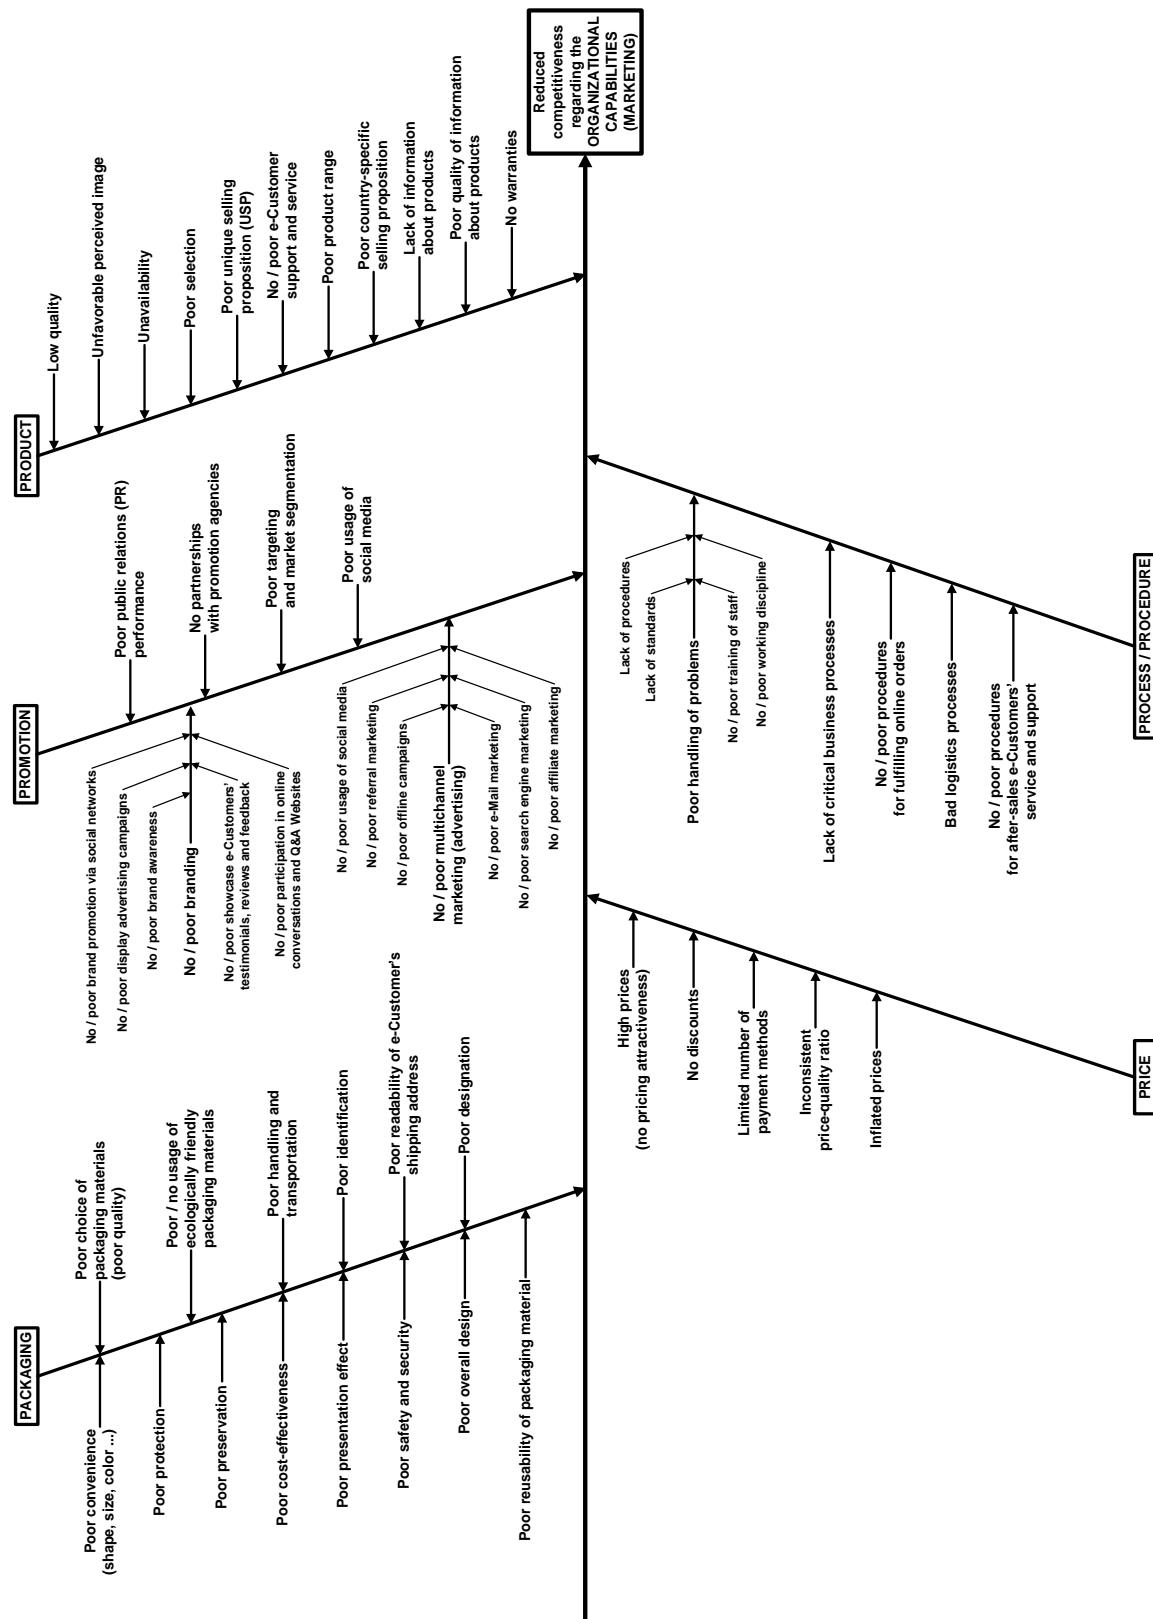 PACKAGING
Poor choice of
packaging materials
(poor quality)
Poor / no usage of
ecologically friendly
packaging materials
Poor handling and
transportation
Poor identification
Poor readability of e-Customer's
shipping address
Poor designation
Poor convenience
(shape, size, color ...)
Poor protection
Poor preservation
Poor cost-effectiveness
Poor presentation effect
Poor safety and security
Poor overall design
Poor reusability of packaging material
PROMOTION
Poor public relations (PR)
performance
No partnerships
with promotion agencies
Poor targeting
and market segmentation
Poor usage of
social media
No / poor brand promotion via social networks
No / poor display advertising campaigns
No / poor brand awareness
No / poor branding
No / poor showcase e-Customers’
testimonials, reviews and feedback
No / poor participation in online
conversations and Q&A Websites
No / poor usage of social media
No / poor referral marketing
No / poor offline campaigns
No / poor multichannel
marketing (advertising)
No / poor e-Mail marketing
No / poor search engine marketing
No / poor affiliate marketing
PRODUCT
Low quality
Unfavorable perceived image
Unavailability
Poor selection
Poor unique selling
proposition (USP)
No / poor e-Customer
support and service
Poor product range
Poor country-specific
selling proposition
Lack of information
about products
Poor quality of information
about products
No warranties
Reduced
competitiveness
regarding the
ORGANIZATIONAL
CAPABILITIES
(MARKETING)
High prices
(no pricing attractiveness)
No discounts
Limited number of
payment methods
Inconsistent
price-quality ratio
Inflated prices
PRICE
Lack of procedures
Lack of standards
Poor handling of problems
No / poor training of staff
No / poor working discipline
Lack of critical business processes
No / poor procedures
for fulfilling online orders
Bad logistics processes
No / poor procedures
for after-sales e-Customers’
service and support
PROCESS / PROCEDURE